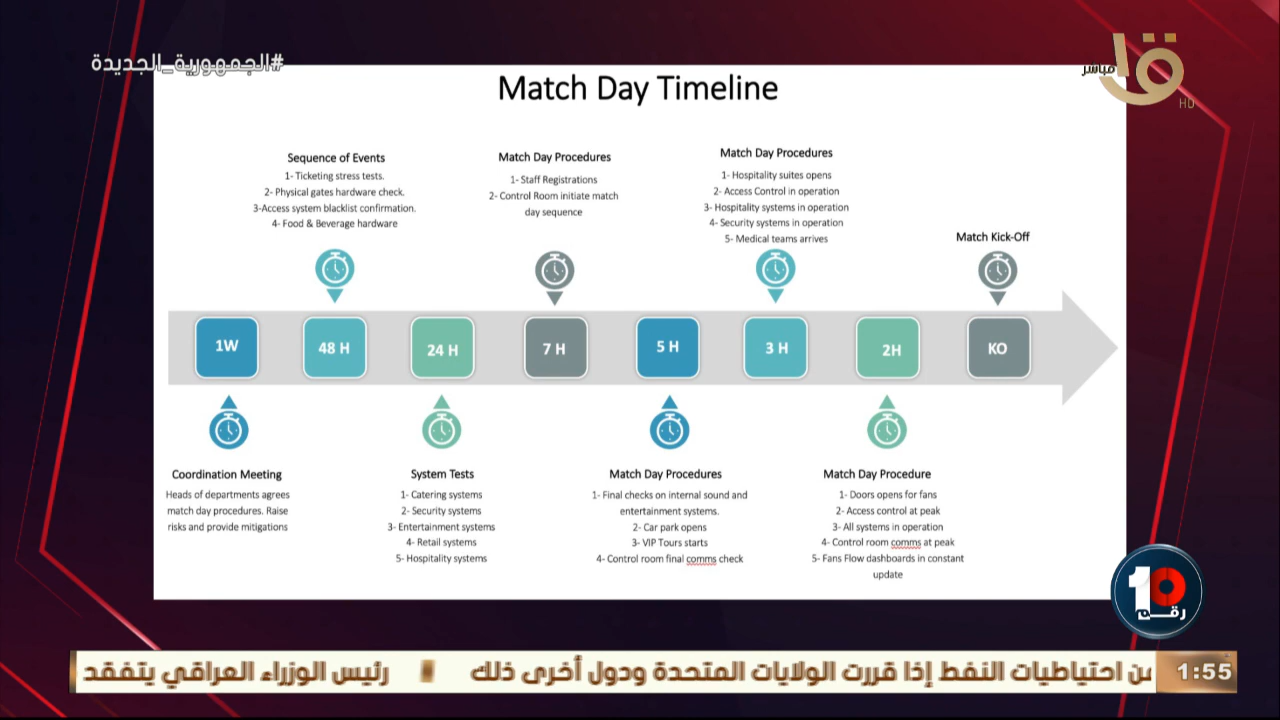 #الجمهورية_الجديدة
مباشر
HD
Match Day Timeline
Sequence of Events
1- Ticketing stress tests.
2- Physical gates hardware check.
3-Access system blacklist confirmation.
4- Food & Beverage hardware
Match Day Procedures
1- Staff Registrations
2- Control Room initiate match
day sequence
Match Day Procedures
1- Hospitality suites opens
2- Access Control in operation
3- Hospitality systems in operation
4- Security systems in operation
5- Medical teams arrives
Match Kick-Off
1W
48 H
24 H
7 H
5 H
3 H
2H
KO
Coordination Meeting
Heads of departments agrees
match day procedures. Raise
risks and provide mitigations
System Tests
1- Catering systems
2- Security systems
3- Entertainment systems
4- Retail systems
5- Hospitality systems
Match Day Procedures
1- Final checks on internal sound and
entertainment systems.
2- Car park opens
3- VIP Tours starts
4- Control room final comms check
Match Day Procedure
1- Doors opens for fans
2- Access control at peak
3- All systems in operation
4- Control room comms at peak
5- Fans Flow dashboards in constant
update
رقم
10
من احتياطيات النفط إذا قررت الولايات المتحدة ودول أخرى ذلك رئيس الوزراء العراقي يتفقد
1:55